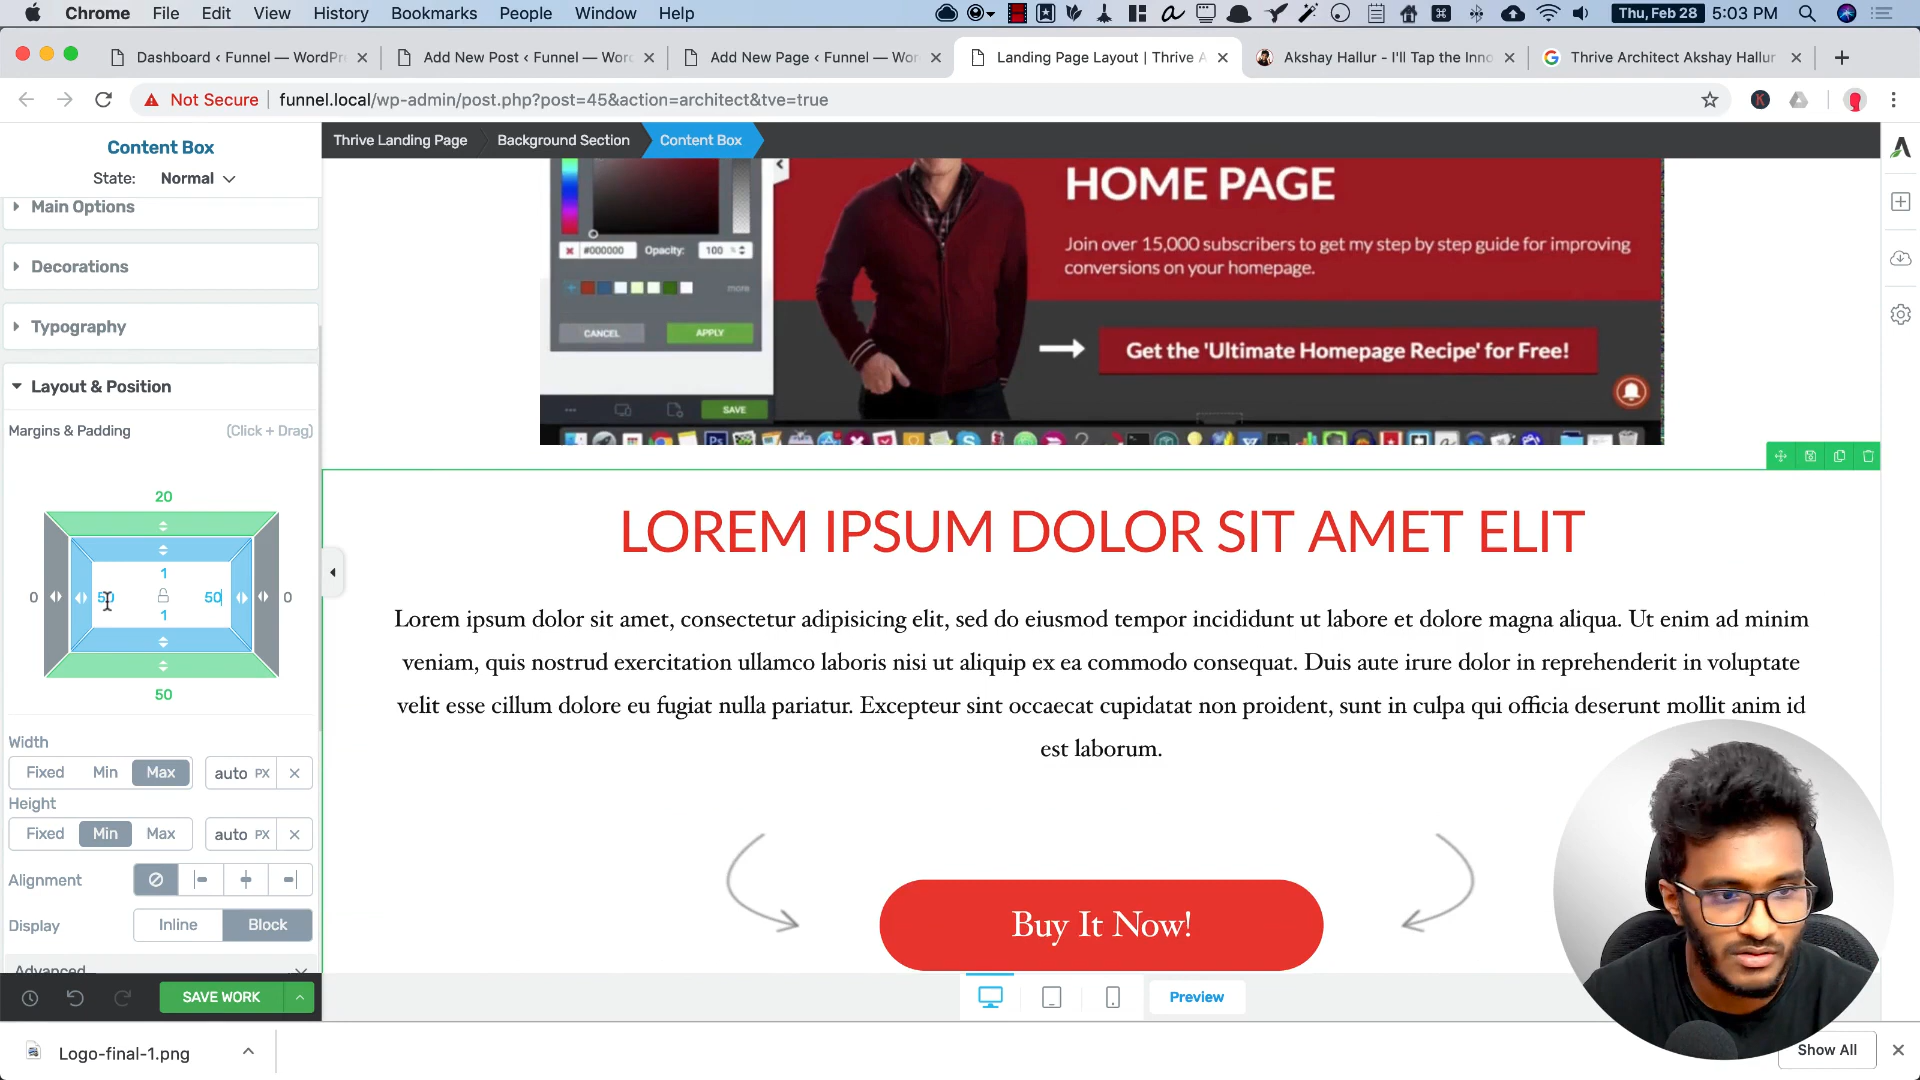 Chrome File Edit View History Bookmarks People Window Help
Thu, Feb 28 5:03 PM
Dashboard ‹ Funnel — WordPr
Add New Post ‹ Funnel — Word
Add New Page ‹ Funnel — Wor
Landing Page Layout | Thrive A
Akshay Hallur - I'll Tap the Inno
Thrive Architect Akshay Hallur
Not Secure
funnel.local/wp-admin/post.php?post=45&action=architect&tve=true
Content Box
State: Normal
Main Options
Decorations
Typography
Layout & Position
Margins & Padding (Click + Drag)
20
1
0 50 50 0
1
50
Width
Fixed Min Max auto PX
Height
Fixed Min Max auto PX
Alignment
Display Inline Block
Advanced
SAVE WORK
Thrive Landing Page
Background Section
Content Box
#000000 Opacity: 100 %
more
CANCEL APPLY
SAVE
HOME PAGE
Join over 15,000 subscribers to get my step by step guide for improving
conversions on your homepage.
Get the 'Ultimate Homepage Recipe' for Free!
LOREM IPSUM DOLOR SIT AMET ELIT
Lorem ipsum dolor sit amet, consectetur adipisicing elit, sed do eiusmod tempor incididunt ut labore et dolore magna aliqua. Ut enim ad minim
veniam, quis nostrud exercitation ullamco laboris nisi ut aliquip ex ea commodo consequat. Duis aute irure dolor in reprehenderit in voluptate
velit esse cillum dolore eu fugiat nulla pariatur. Excepteur sint occaecat cupidatat non proident, sunt in culpa qui officia deserunt mollit anim id
est laborum.
Buy It Now!
Preview
Logo-final-1.png
Show All